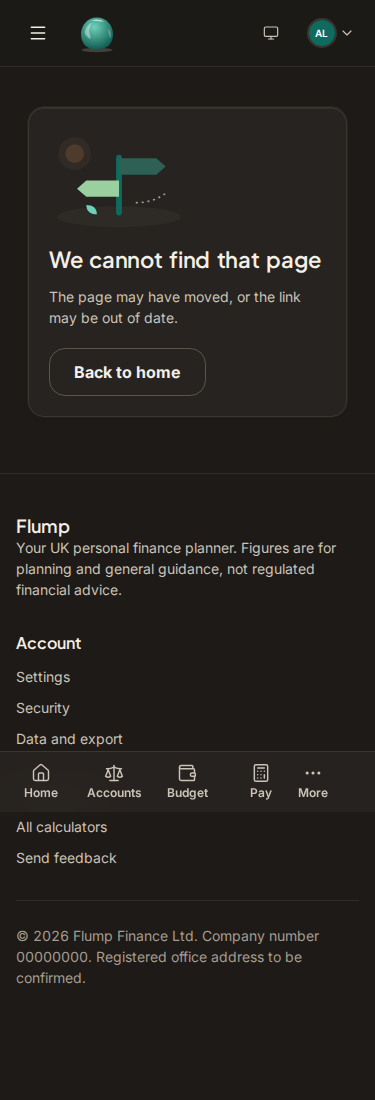 AL
We cannot find that page
The page may have moved, or the link
may be out of date.
Back to home
Flump
Your UK personal finance planner. Figures are for
planning and general guidance, not regulated
financial advice.
Account
Settings
Security
Data and export
Home
Accounts
Budget
Pay
More
All calculators
Send feedback
© 2026 Flump Finance Ltd. Company number
00000000. Registered office address to be
confirmed.